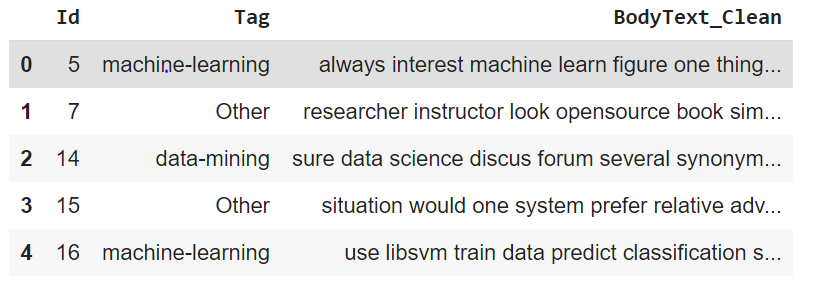 Id Tag BodyText_Clean
0 5 machine-learning always interest machine learn figure one thing...
1 7 Other researcher instructor look opensource book sim...
2 14 data-mining sure data science discus forum several synonym...
3 15 Other situation would one system prefer relative adv...
4 16 machine-learning use libsvm train data predict classification s...